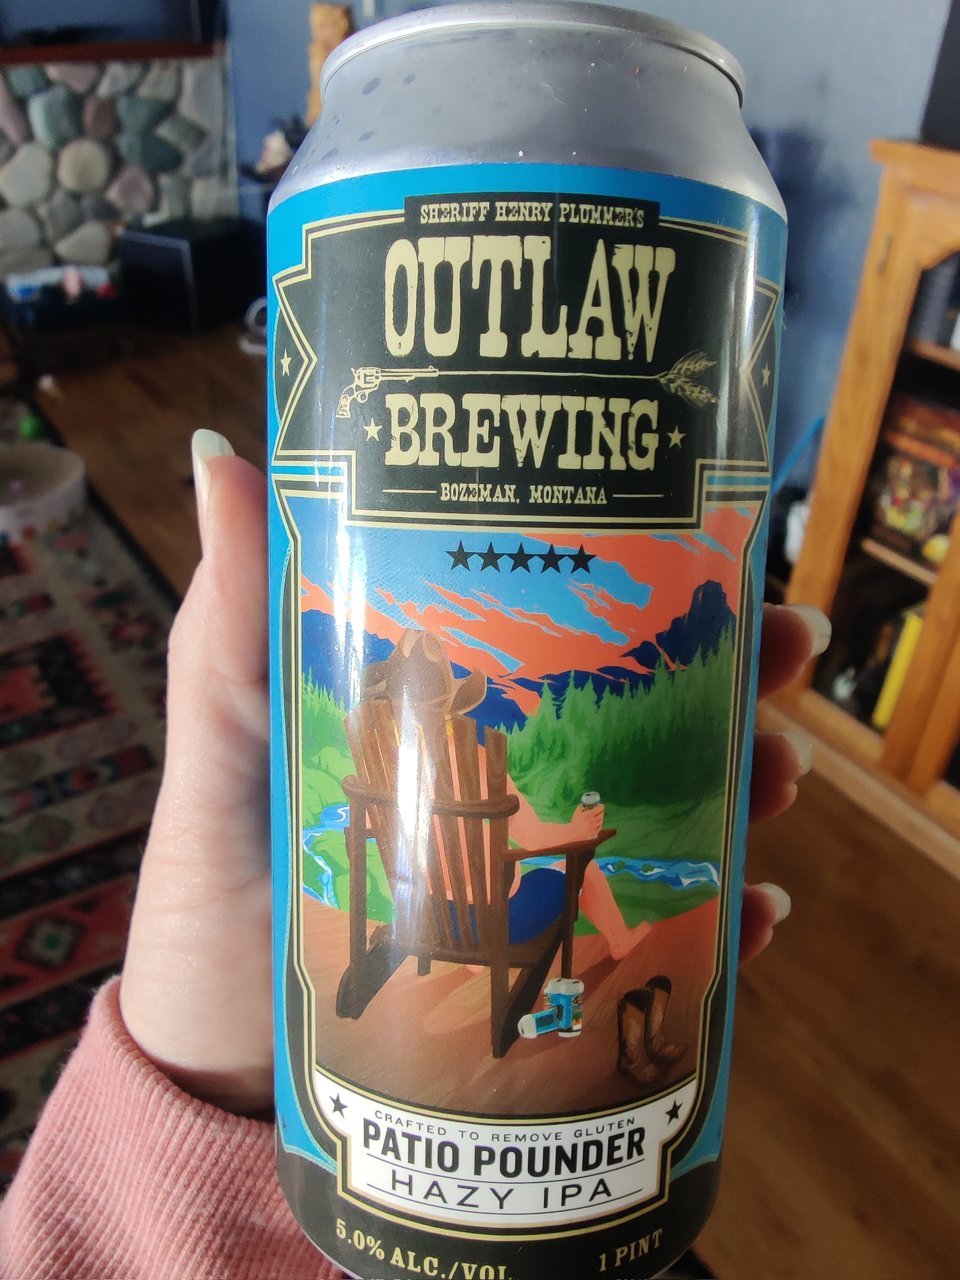 SHERIFF HENRY PLUMMER'S
OUTLAW
BREWING
BOZEMAN, MONTANA
CRAFTED TO REMOVE GLUTEN
PATIO POUNDER
HAZY IPA
5.0% ALC./VOL
1 PINT